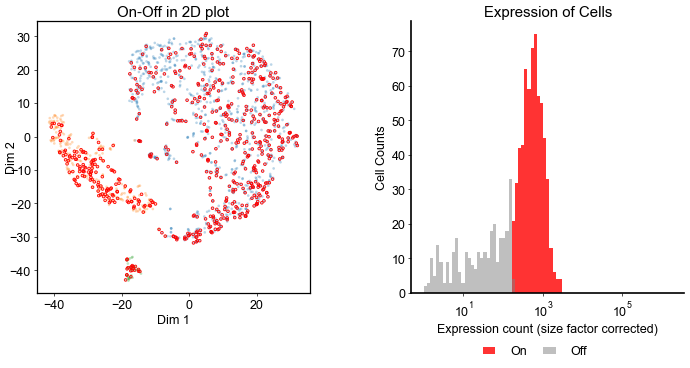 On-Off in 2D plot
Dim 2
30
20
10
0
−10
−20
−30
−40
−40
−20
0
20
Dim 1
Expression of Cells
Cell Counts
70
60
50
40
30
20
10
0
10^1
10^3
10^5
Expression count (size factor corrected)
On
Off